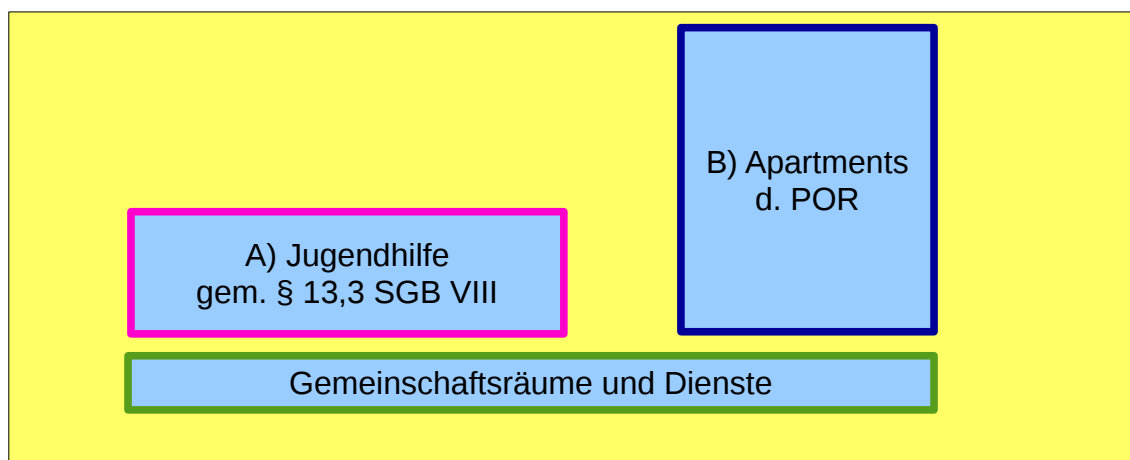 B) Apartments
d. POR
A) Jugendhilfe
gem. § 13,3 SGB VIII
Gemeinschaftsräume und Dienste